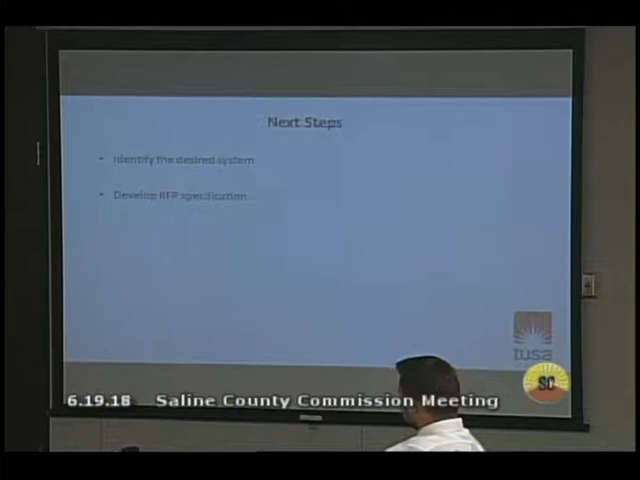 Next Steps
• Identify the desired system
• Develop RFP specification
tusa
SC
6.19.18 Saline County Commission Meeting